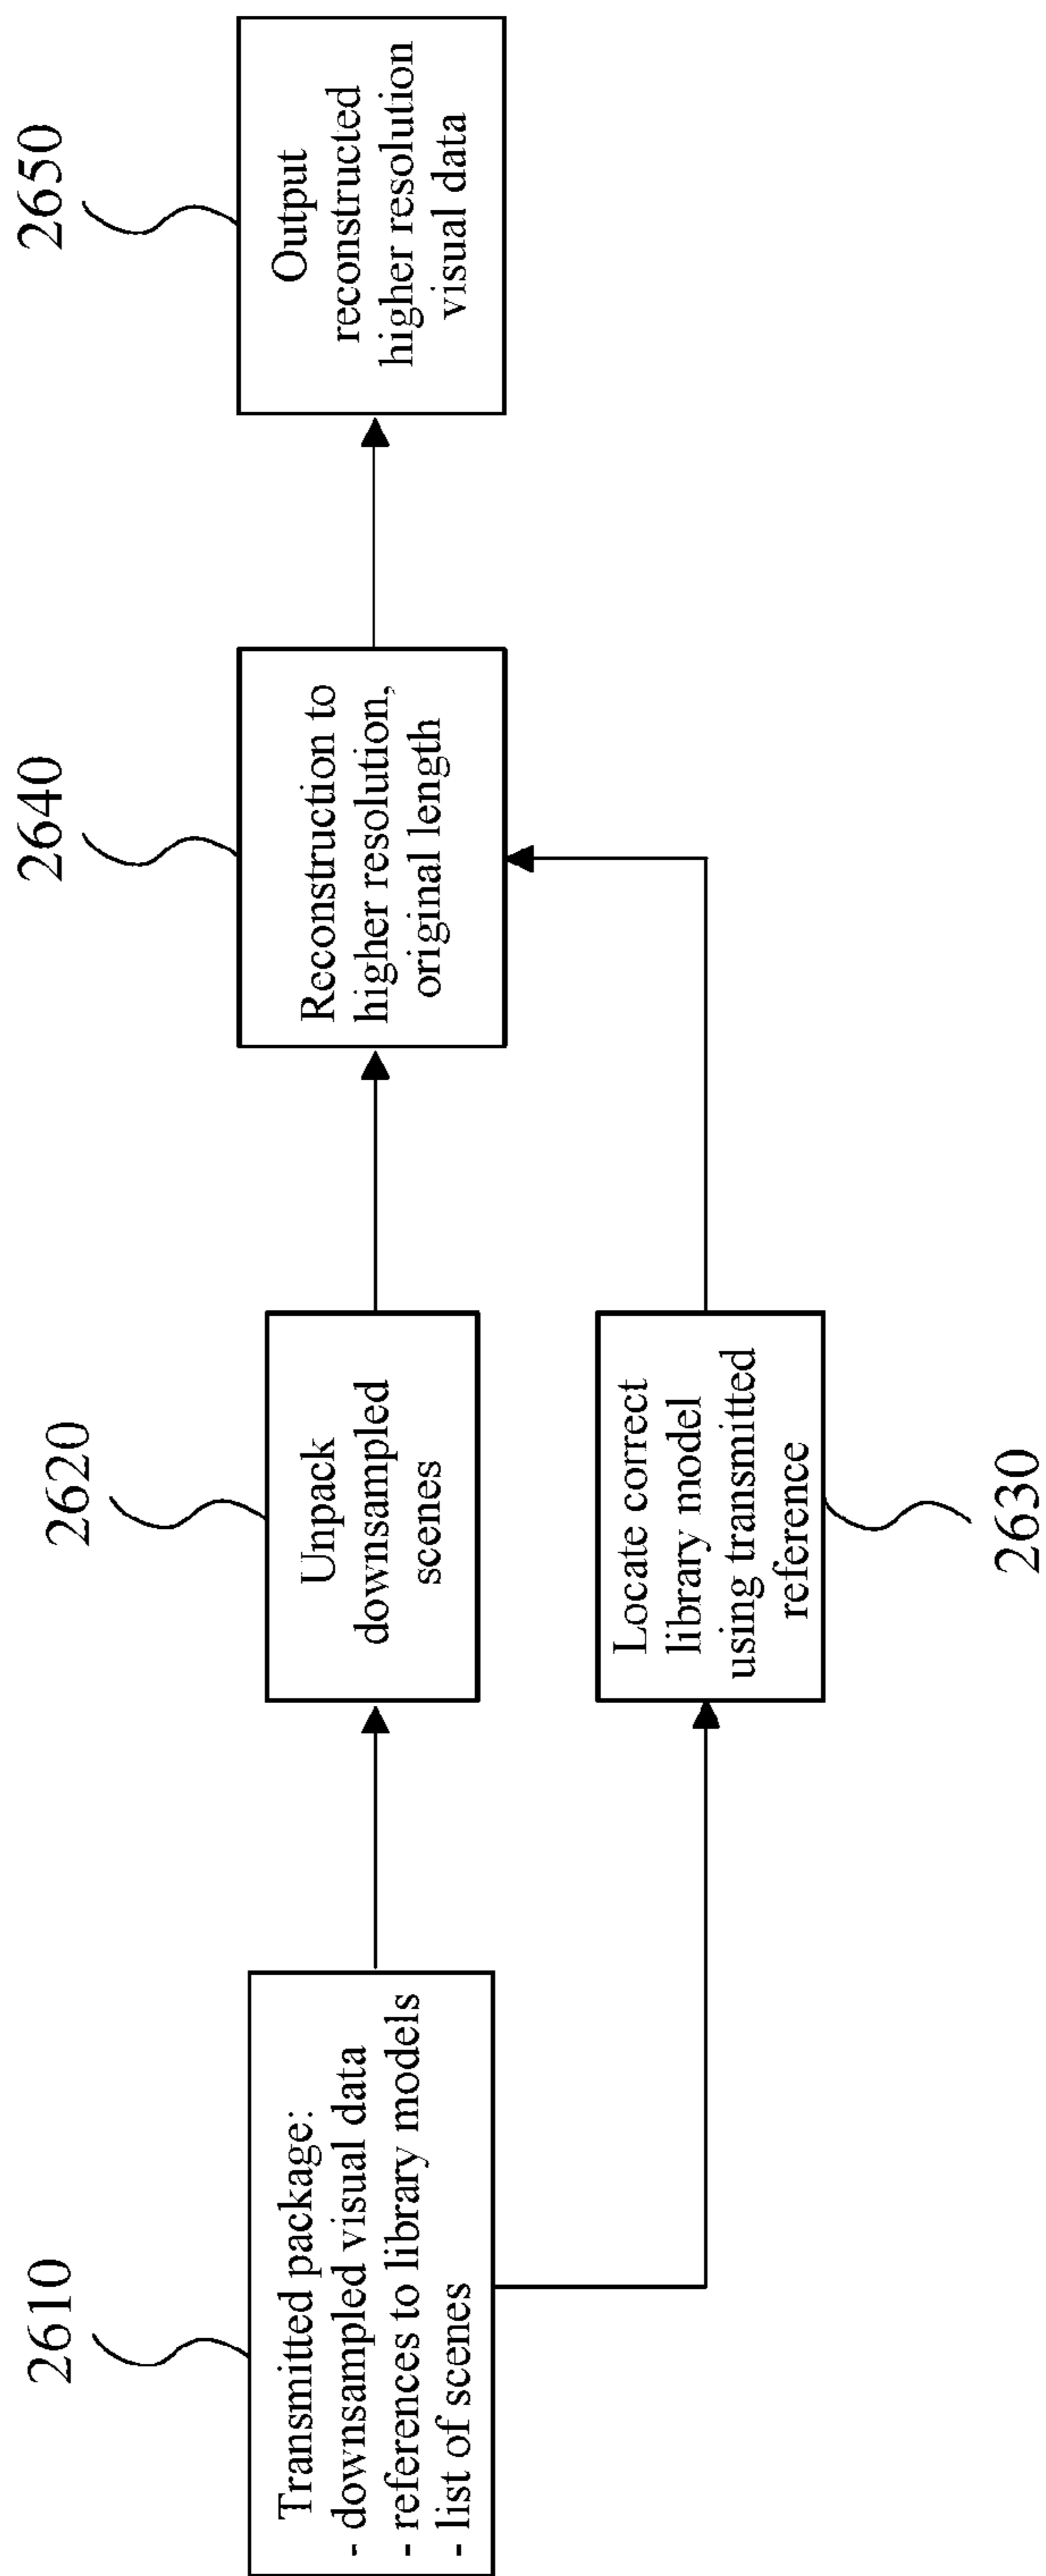 2610
Transmitted package:
- downsampled visual data
- references to library models
- list of scenes
2620
Unpack
downsampled
scenes
Locate correct
library model
using transmitted
reference
2630
2640
Reconstruction to
higher resolution,
original length
2650
Output
reconstructed
higher resolution
visual data